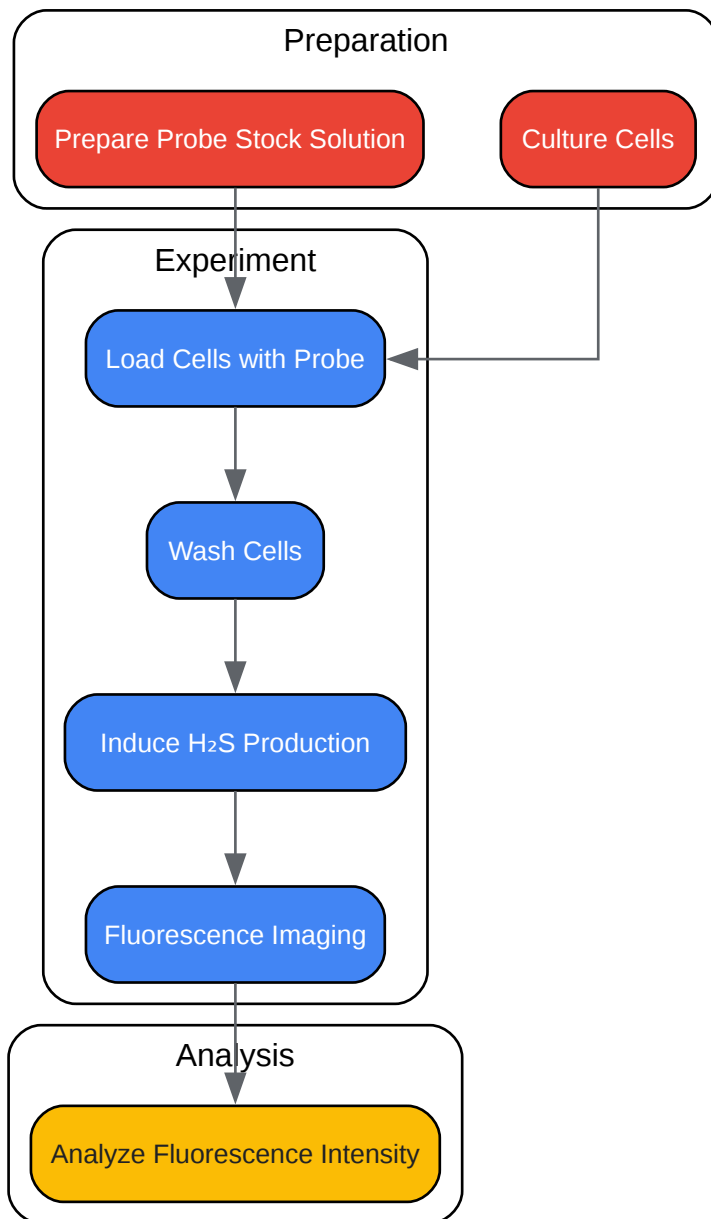 Preparation
Prepare Probe Stock Solution
Culture Cells
Experiment
Load Cells with Probe
Wash Cells
Induce H₂S Production
Fluorescence Imaging
Analysis
Analyze Fluorescence Intensity